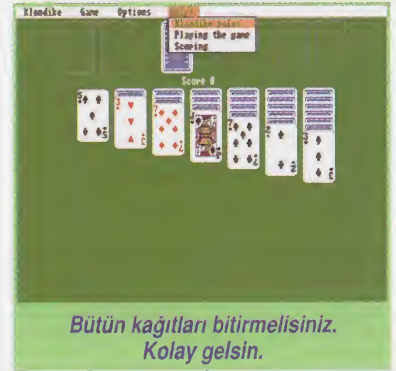 Klondike Game Options
Klondike rules
Playing the game
Scoring
Score 0
Bütün kağıtları bitirmelisiniz.
Kolay gelsin.